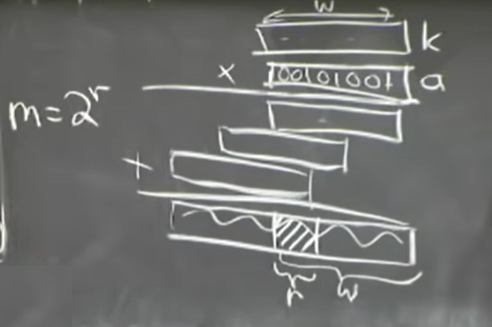 w
k
x 00101001 a
m=2^r
+
r w